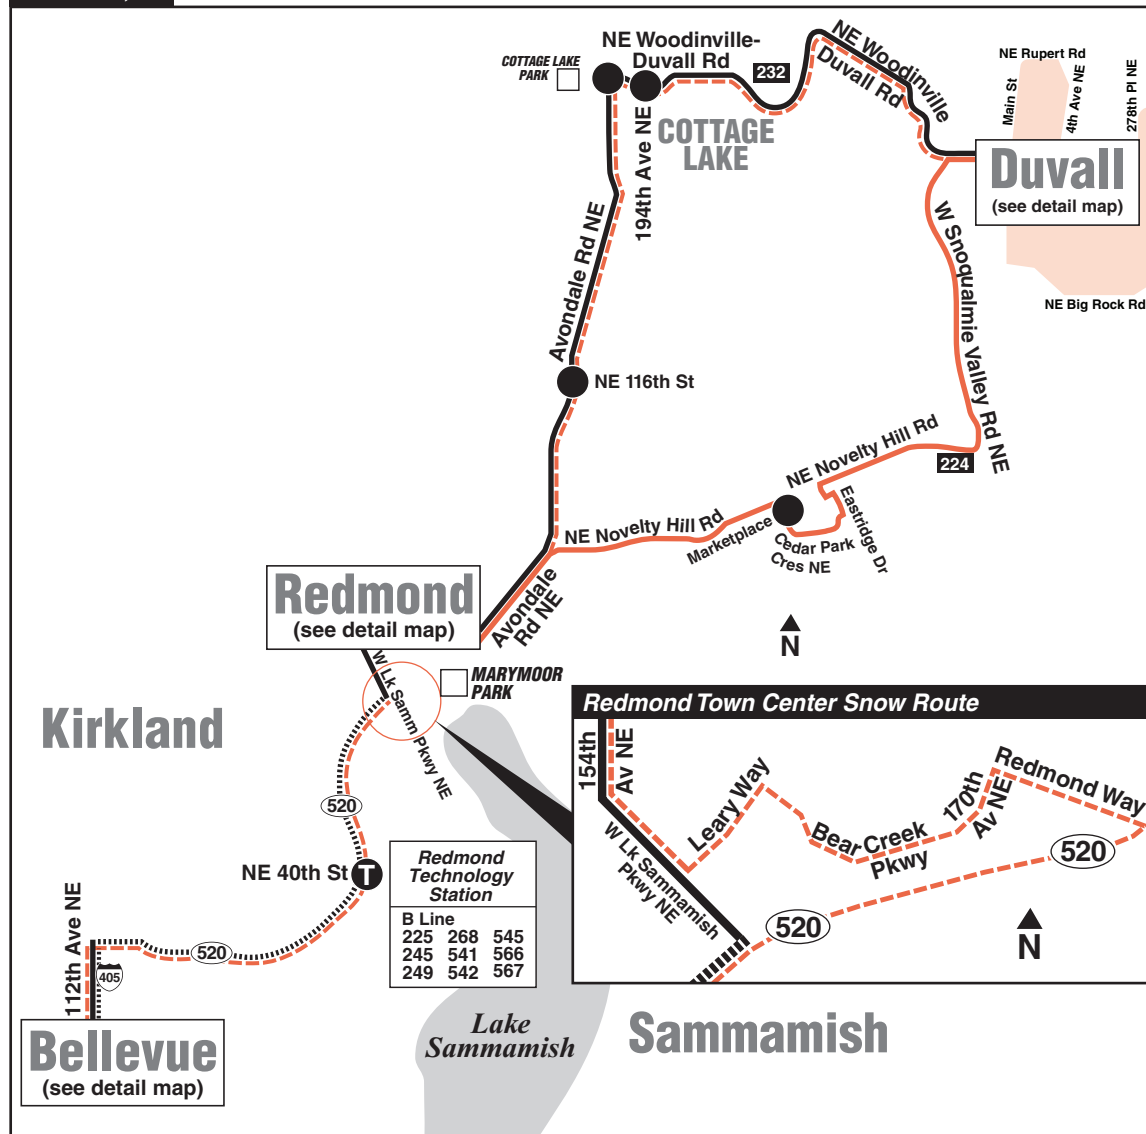 NE Woodinville-
Duvall Rd
COTTAGE LAKE
PARK
232
NE Woodinville
Duvall Rd
NE Rupert Rd
Main St
4th Ave NE
278th Pl NE
COTTAGE
LAKE
194th Ave NE
Duvall
(see detail map)
NE Big Rock Rd
W Snoqualmie Valley Rd NE
Avondale Rd NE
NE 116th St
NE Novelty Hill Rd
224
NE Novelty Hill Rd
Marketplace
Cedar Park
Cres NE
Eastridge Dr
Avondale
Rd NE
N
Redmond
(see detail map)
W Lk Samm Pkwy NE
MARYMOOR
PARK
Kirkland
520
NE 40th St
T
Redmond
Technology
Station
B Line
225 268 545
245 541 566
249 542 567
112th Ave NE
520
405
Bellevue
(see detail map)
Lake
Sammamish
Sammamish
Redmond Town Center Snow Route
154th
Av NE
Leary Way
Bear Creek
Pkwy
170th
Av NE
Redmond Way
W Lk Sammamish
Pkwy NE
520
520
N